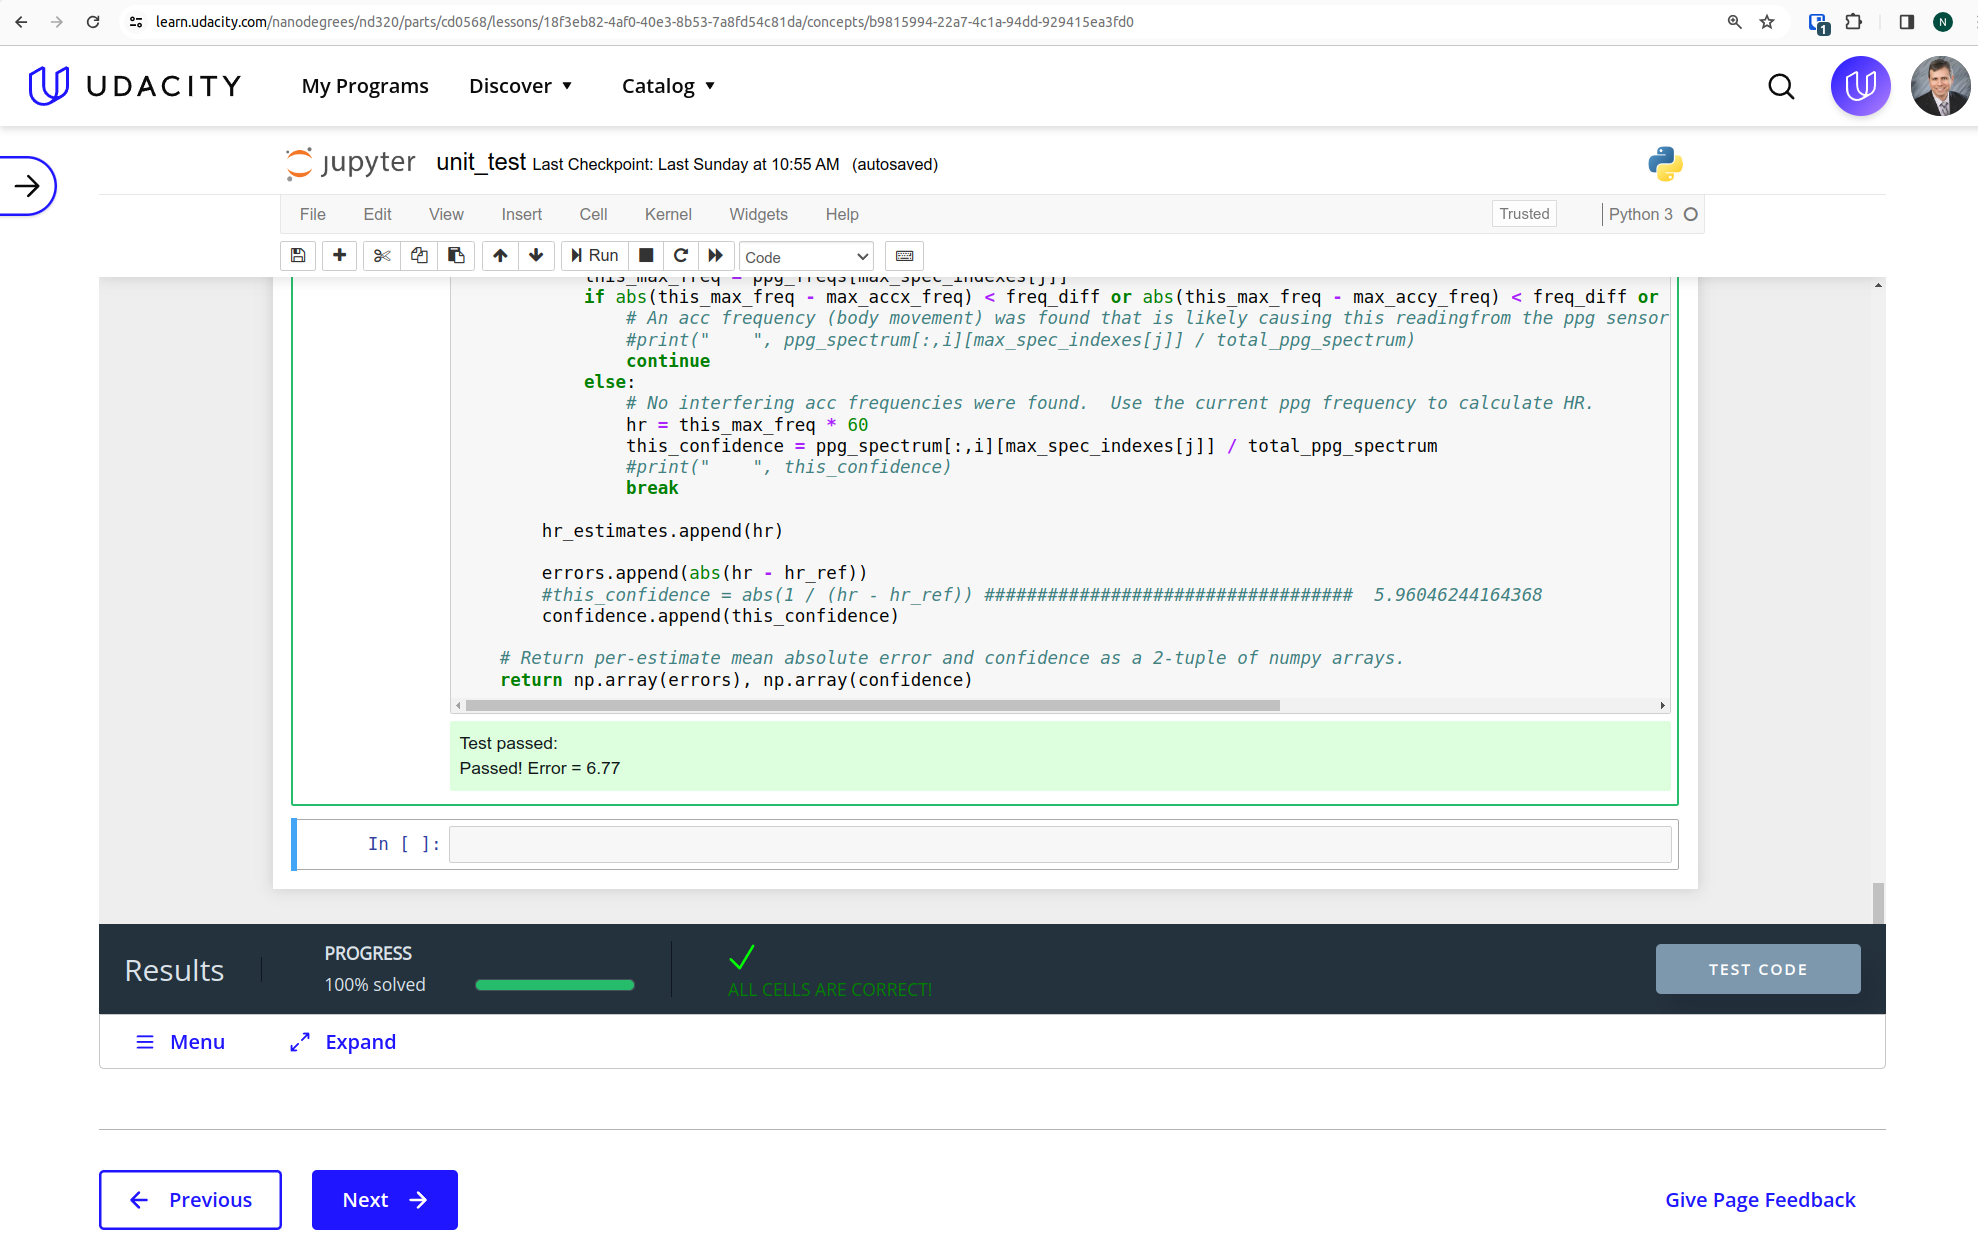 learn.udacity.com/nanodegrees/nd320/parts/cd0568/lessons/18f3eb82-4af0-40e3-8b53-7a8fd54c81da/concepts/b9815994-22a7-4c1a-94dd-929415ea3fd0
1
N
UDACITY My Programs Discover Catalog
jupyter unit_test Last Checkpoint: Last Sunday at 10:55 AM (autosaved)
File Edit View Insert Cell Kernel Widgets Help Trusted Python 3
Run Code
this_max_freq = ppg_freqs[max_spec_indexes[j]]
if abs(this_max_freq - max_accx_freq) < freq_diff or abs(this_max_freq - max_accy_freq) < freq_diff or
# An acc frequency (body movement) was found that is likely causing this readingfrom the ppg sensor
#print("    ", ppg_spectrum[:,i][max_spec_indexes[j]] / total_ppg_spectrum)
continue
else:
# No interfering acc frequencies were found.  Use the current ppg frequency to calculate HR.
hr = this_max_freq * 60
this_confidence = ppg_spectrum[:,i][max_spec_indexes[j]] / total_ppg_spectrum
#print("    ", this_confidence)
break
hr_estimates.append(hr)
errors.append(abs(hr - hr_ref))
#this_confidence = abs(1 / (hr - hr_ref)) ###################################  5.96046244164368
confidence.append(this_confidence)
# Return per-estimate mean absolute error and confidence as a 2-tuple of numpy arrays.
return np.array(errors), np.array(confidence)
Test passed:
Passed! Error = 6.77
In [ ]:
Results
PROGRESS
100% solved
ALL CELLS ARE CORRECT!
TEST CODE
Menu Expand
Previous Next Give Page Feedback